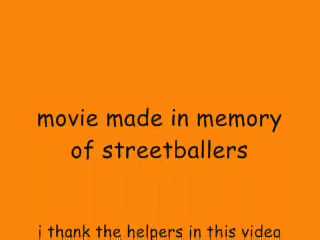 movie made in memory
of streetballers
i thank the helpers in this video